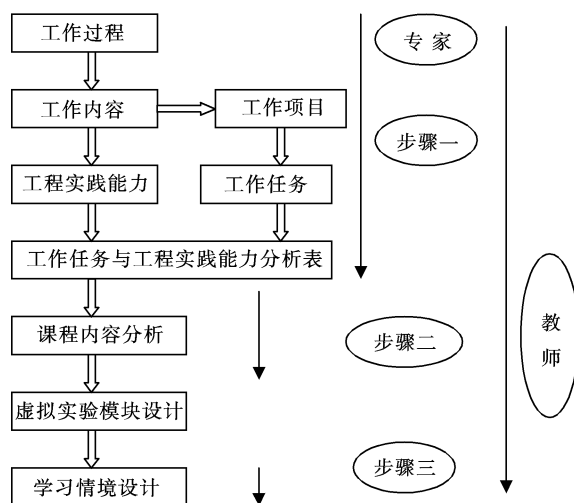 工作过程
专家
工作内容
工作项目
步骤一
工程实践能力
工作任务
工作任务与工程实践能力分析表
课程内容分析
步骤二
教师
虚拟实验模块设计
步骤三
学习情境设计